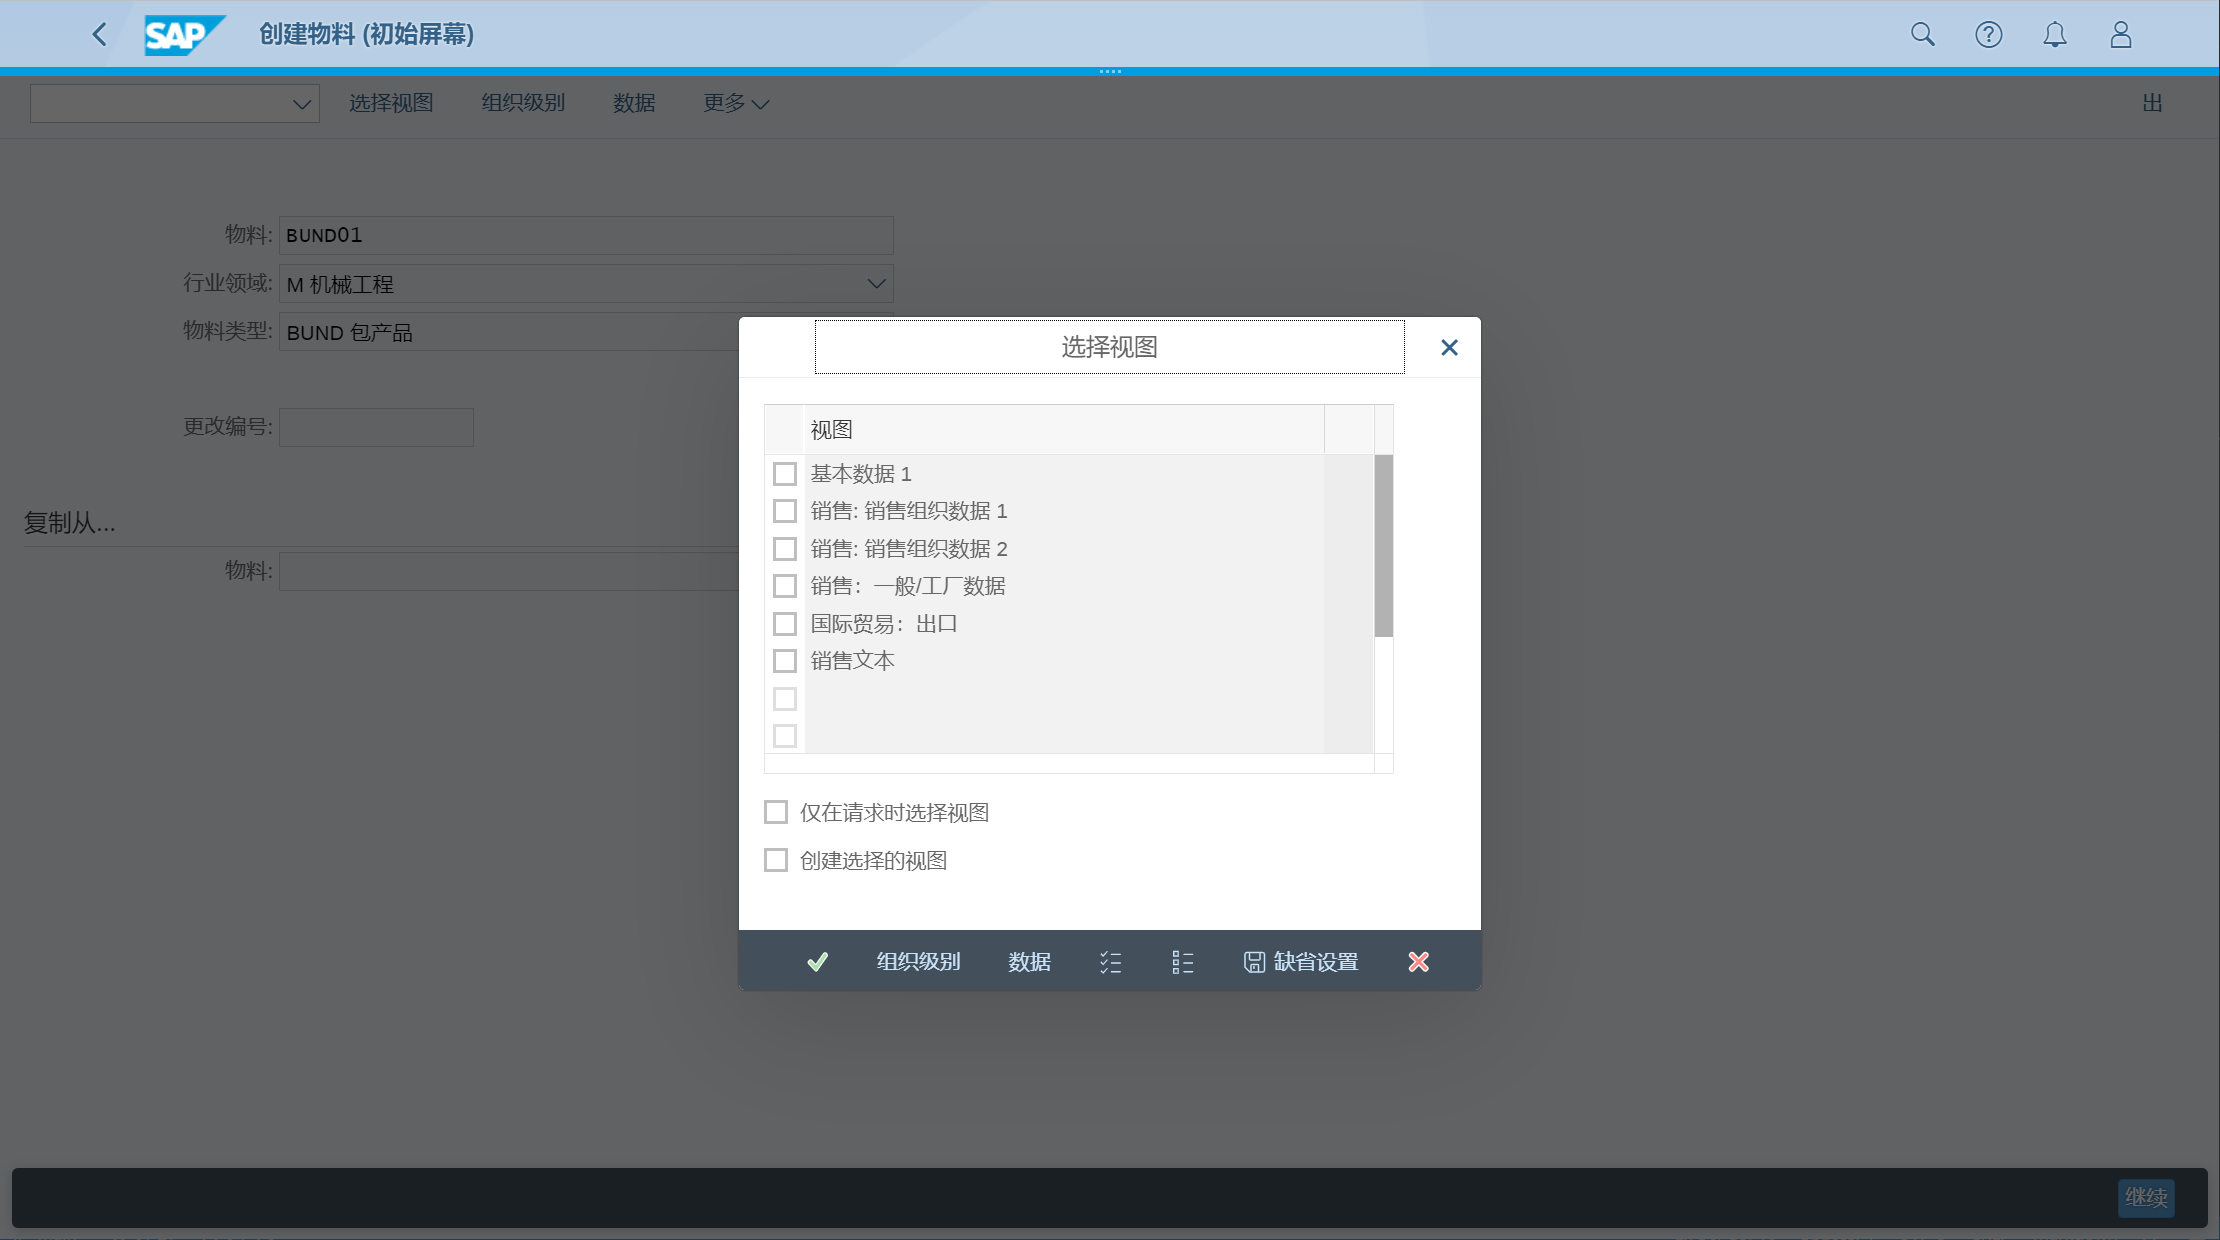 SAP 创建物料 (初始屏幕)
选择视图 组织级别 数据 更多 出
物料: BUND01
行业领域: M 机械工程
物料类型: BUND 包产品
更改编号:
复制从...
物料:
选择视图
视图
基本数据 1
销售: 销售组织数据 1
销售: 销售组织数据 2
销售：一般/工厂数据
国际贸易：出口
销售文本
仅在请求时选择视图
创建选择的视图
组织级别 数据 缺省设置
继续